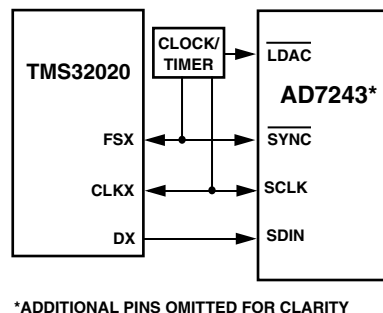 CLOCK/
TIMER
TMS32020
LDAC
AD7243*
FSX
SYNC
CLKX
SCLK
DX
SDIN
*ADDITIONAL PINS OMITTED FOR CLARITY